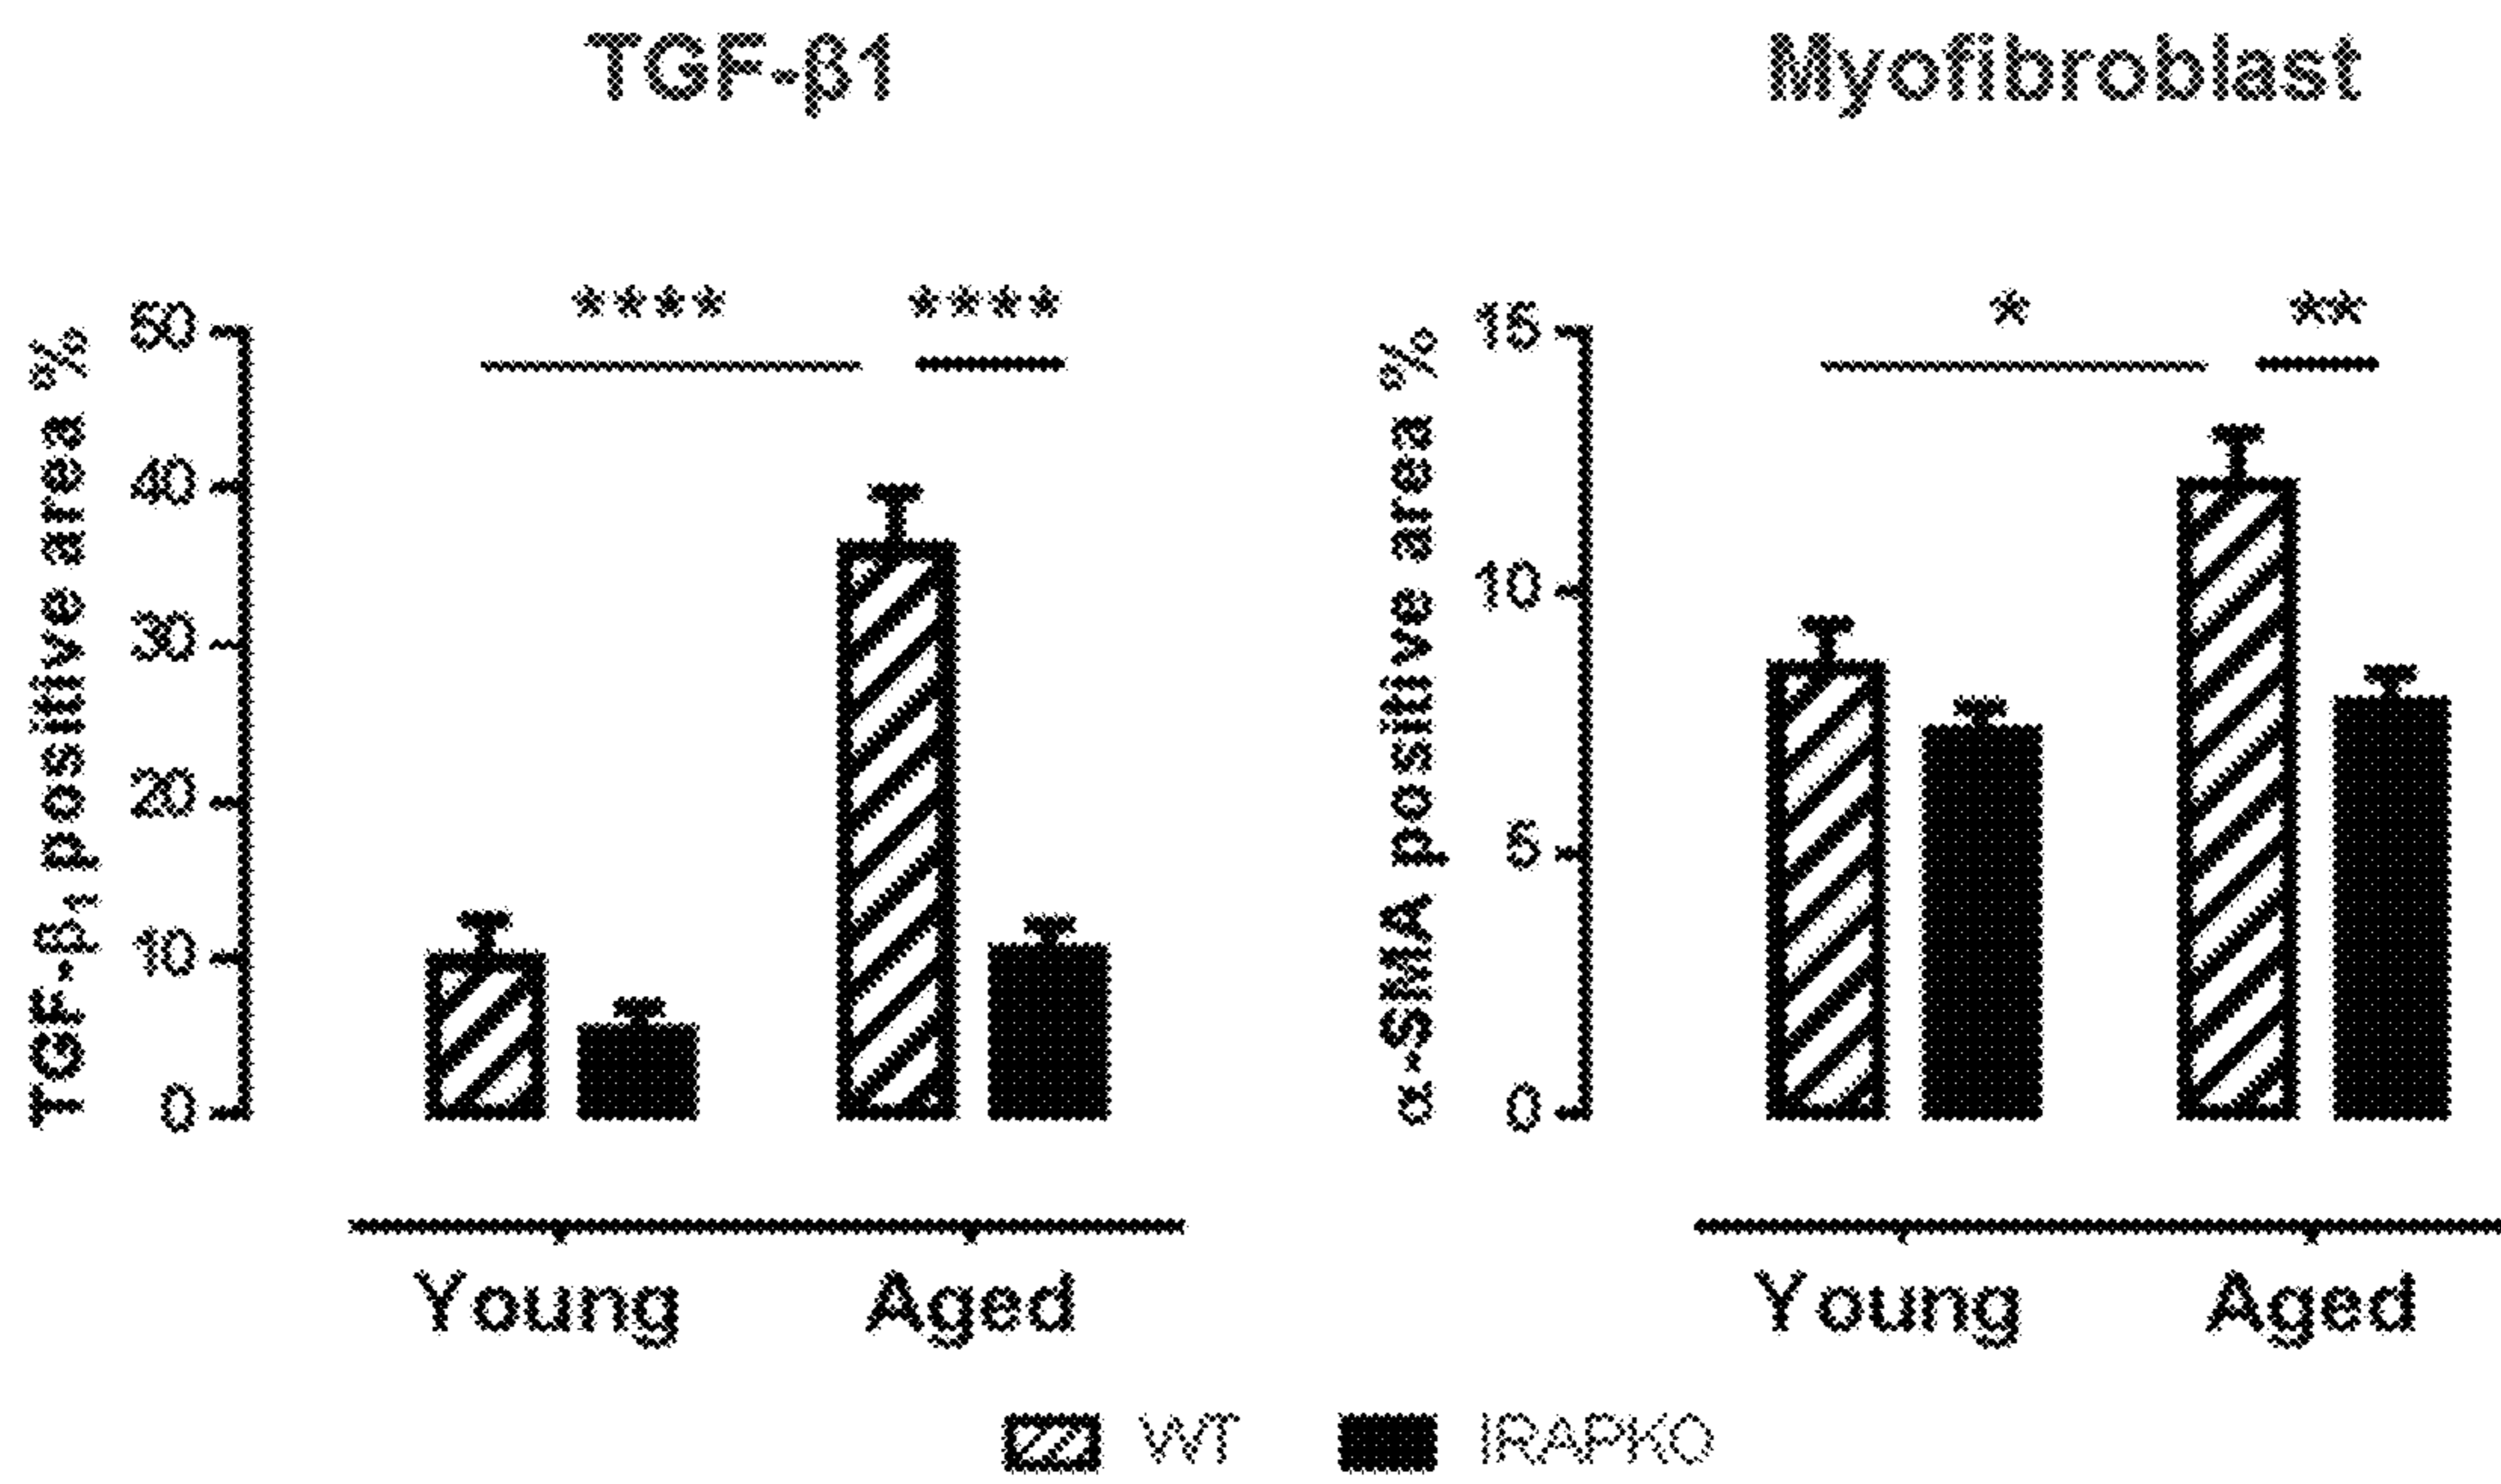 TGF-β1
Myofibroblast
TGF-β₁ positive area %
50
40
30
20
10
0
**** ****
Young Aged
α-SMA positive area %
15
10
5
0
* **
Young Aged
WT IRAPKO